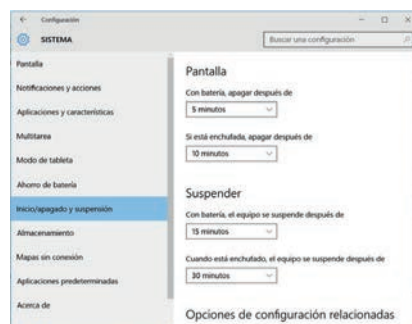 Configuración
SISTEMA
Buscar una configuración
Pantalla
Notificaciones y acciones
Aplicaciones y características
Multitarea
Modo de tableta
Ahorro de batería
Inicio/apagado y suspensión
Almacenamiento
Mapas sin conexión
Aplicaciones predeterminadas
Acerca de
Pantalla
Con batería, apagar después de
5 minutos
Si está enchufada, apagar después de
10 minutos
Suspender
Con batería, el equipo se suspende después de
15 minutos
Cuando está enchufado, el equipo se suspende después de
30 minutos
Opciones de configuración relacionadas